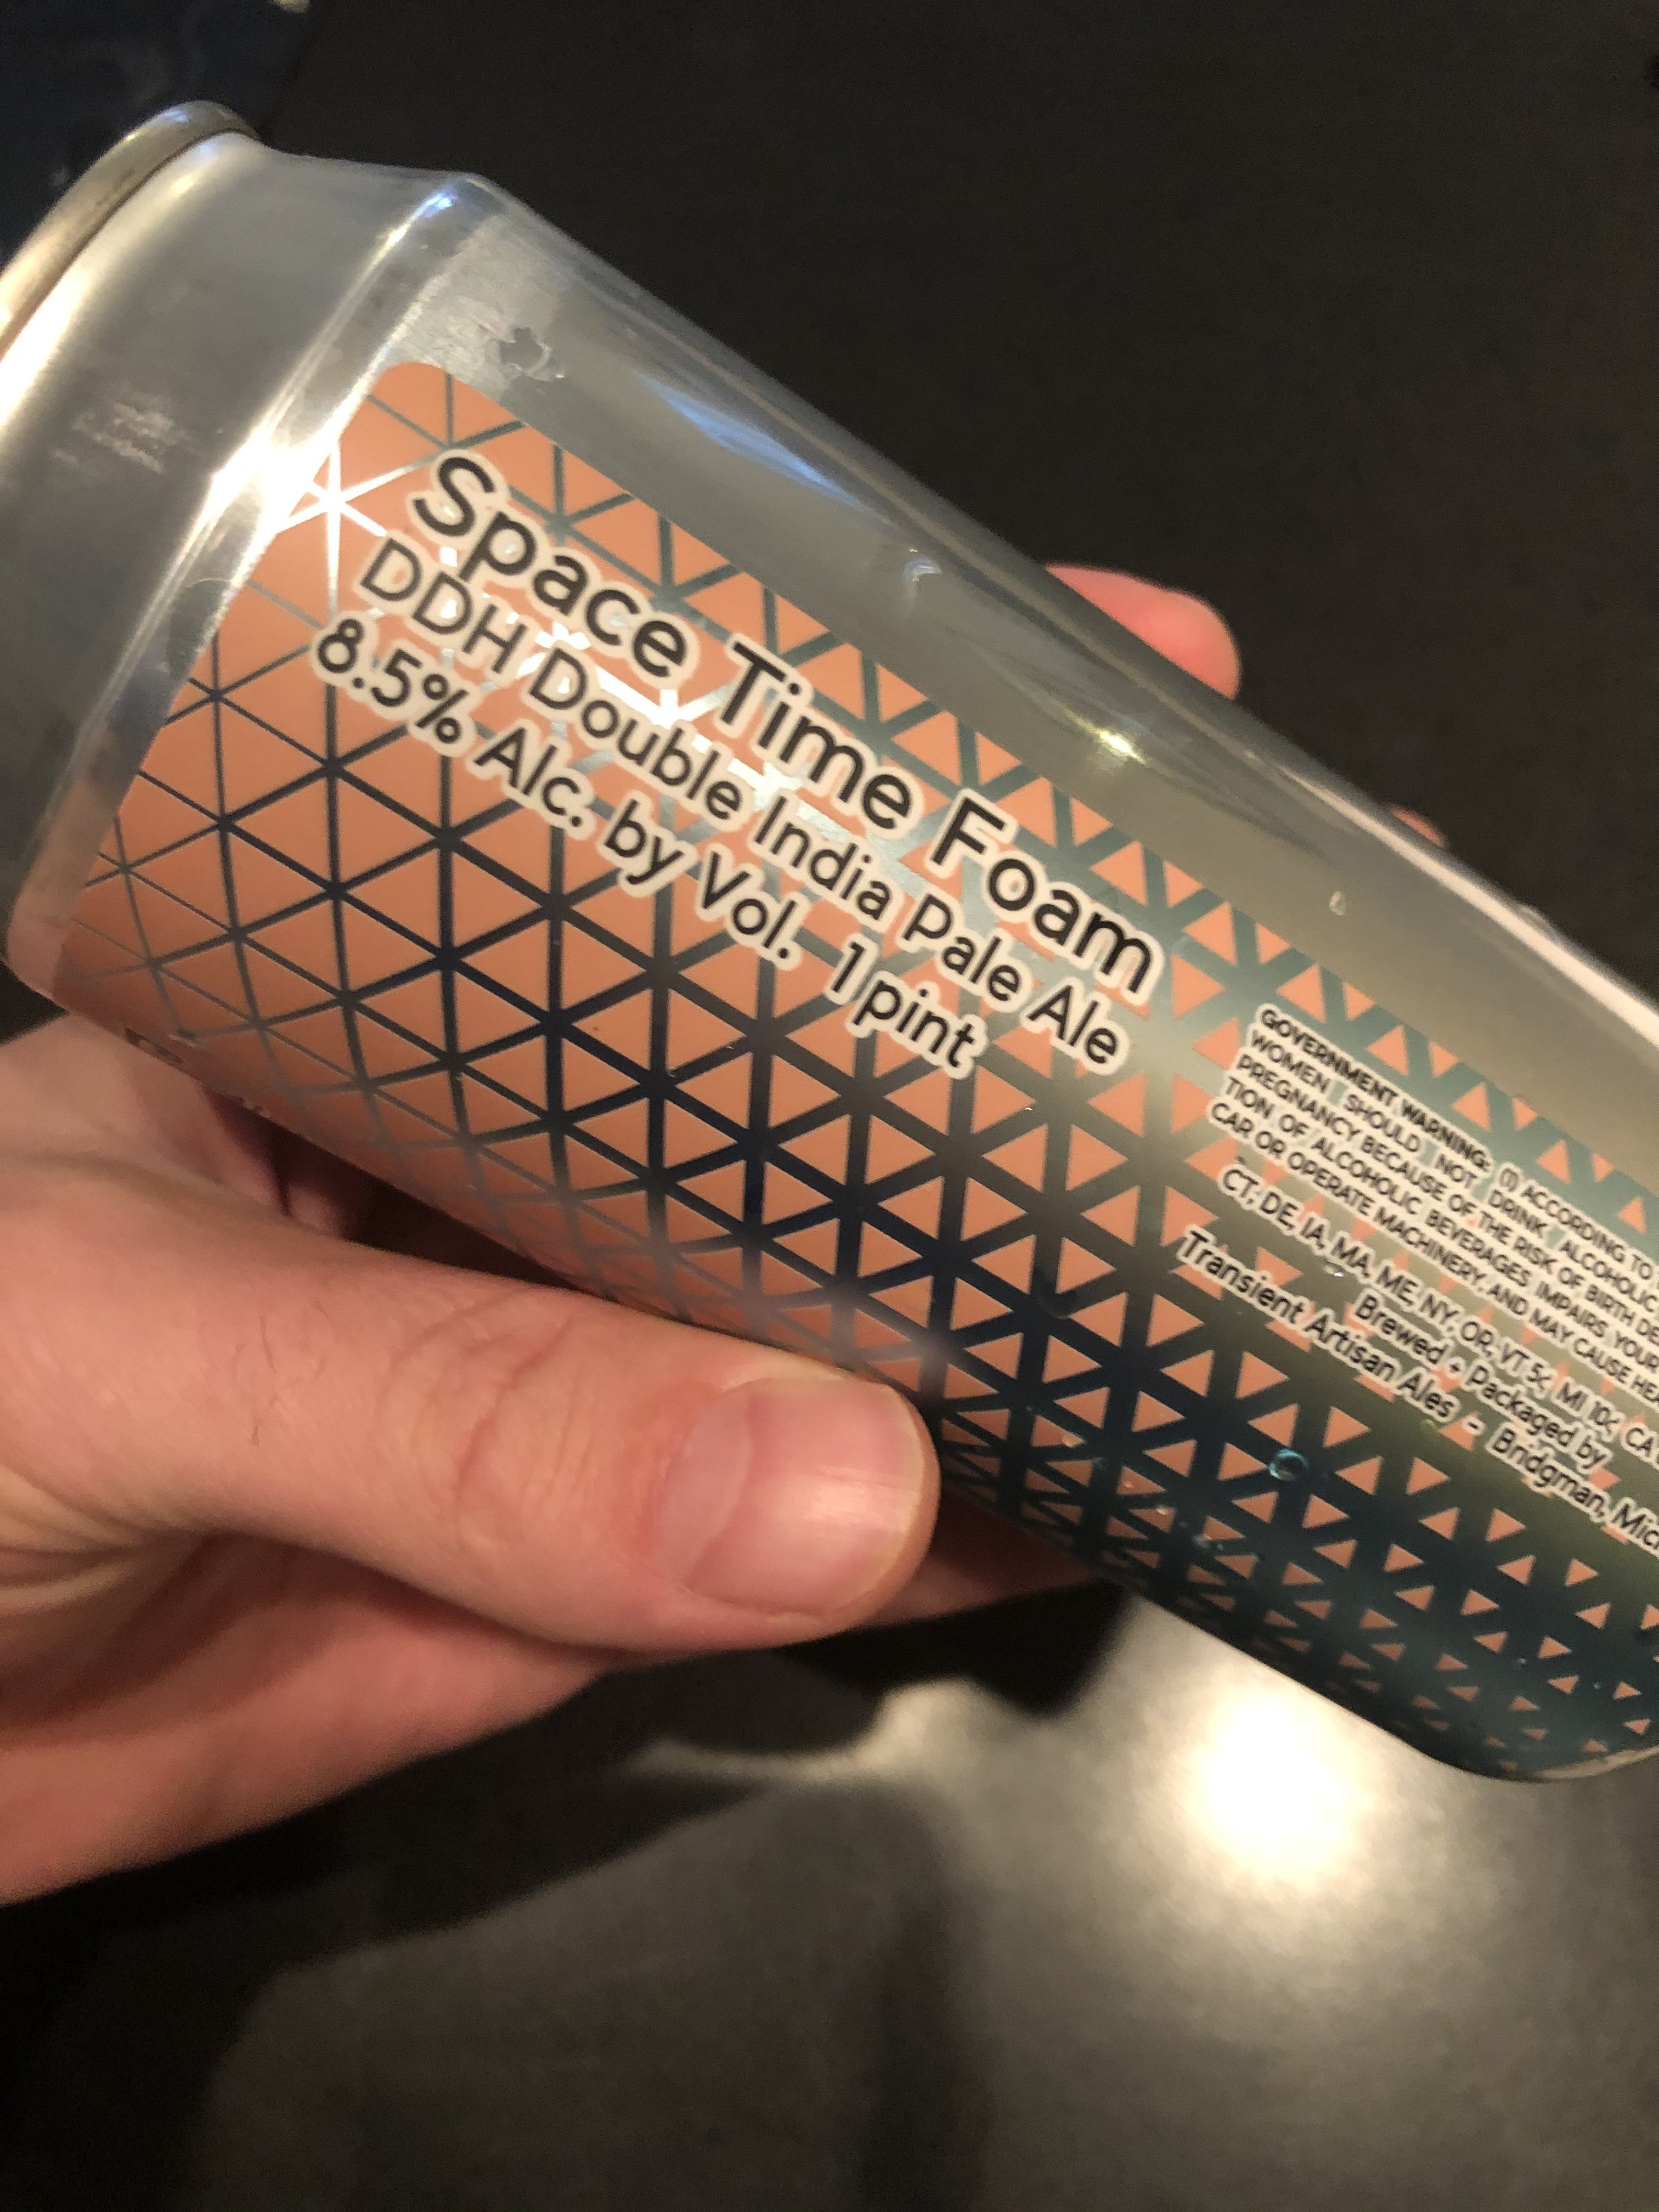 Space Time Foam
DDH Double India Pale Ale
8.5% Alc. by Vol. 1 pint
GOVERNMENT WARNING: (1) ACCORDING TO
WOMEN SHOULD NOT DRINK ALCOHOLIC
PREGNANCY BECAUSE OF THE RISK OF BIRTH DE
TION OF ALCOHOLIC BEVERAGES IMPAIRS YOUR
CAR OR OPERATE MACHINERY, AND MAY CAUSE HEA
CT, DE, IA, MA, ME, NY, OR, VT 5¢, MI 10¢, CA
Brewed + Packaged by
Transient Artisan Ales - Bridgman, Mic